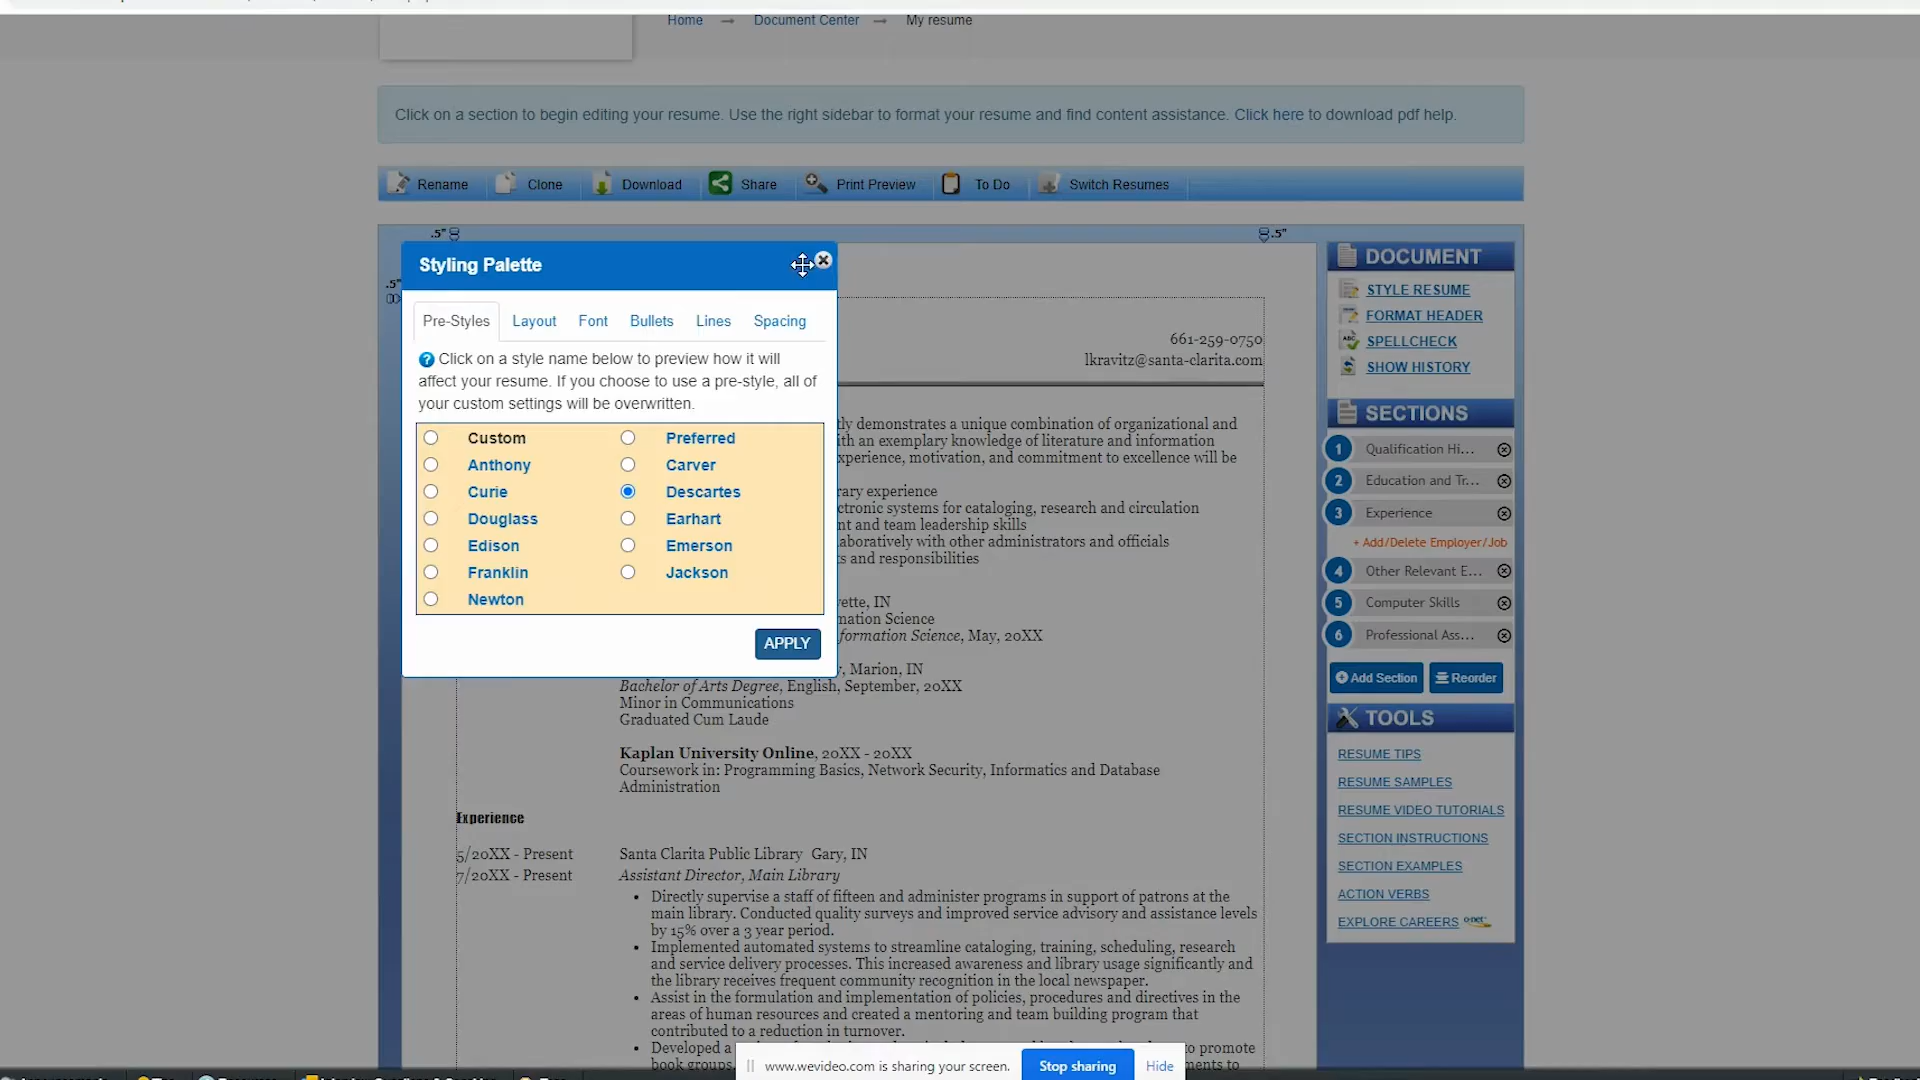 Home → Document Center → My resume
Click on a section to begin editing your resume. Use the right sidebar to format your resume and find content assistance. Click here to download pdf help.
Rename Clone Download Share Print Preview To Do Switch Resumes
.5" .5"
.5"
Styling Palette
Pre-Styles Layout Font Bullets Lines Spacing
Click on a style name below to preview how it will
affect your resume. If you choose to use a pre-style, all of
your custom settings will be overwritten.
Custom Preferred
Anthony Carver
Curie Descartes
Douglass Earhart
Edison Emerson
Franklin Jackson
Newton
APPLY
661-259-0750
lkravitz@santa-clarita.com
demonstrates a unique combination of organizational and
an exemplary knowledge of literature and information
experience, motivation, and commitment to excellence will be
experience
systems for cataloging, research and circulation
and team leadership skills
with other administrators and officials
and responsibilities
IN
Science
Science, May, 20XX
, Marion, IN
Bachelor of Arts Degree, English, September, 20XX
Minor in Communications
Graduated Cum Laude
Kaplan University Online, 20XX - 20XX
Coursework in: Programming Basics, Network Security, Informatics and Database
Administration
Experience
5/20XX - Present Santa Clarita Public Library Gary, IN
7/20XX - Present Assistant Director, Main Library
• Directly supervise a staff of fifteen and administer programs in support of patrons at the
main library. Conducted quality surveys and improved service advisory and assistance levels
by 15% over a 3 year period.
• Implemented automated systems to streamline cataloging, training, scheduling, research
and service delivery processes. This increased awareness and library usage significantly and
the library receives frequent community recognition in the local newspaper.
• Assist in the formulation and implementation of policies, procedures and directives in the
areas of human resources and created a mentoring and team building program that
contributed to a reduction in turnover.
• Developed a to promote
book groups
DOCUMENT
STYLE RESUME
FORMAT HEADER
SPELLCHECK
SHOW HISTORY
SECTIONS
1 Qualification Hi...
2 Education and Tr...
3 Experience
+ Add/Delete Employer/Job
4 Other Relevant E...
5 Computer Skills
6 Professional Ass...
Add Section Reorder
TOOLS
RESUME TIPS
RESUME SAMPLES
RESUME VIDEO TUTORIALS
SECTION INSTRUCTIONS
SECTION EXAMPLES
ACTION VERBS
EXPLORE CAREERS o*net
www.wevideo.com is sharing your screen. Stop sharing Hide